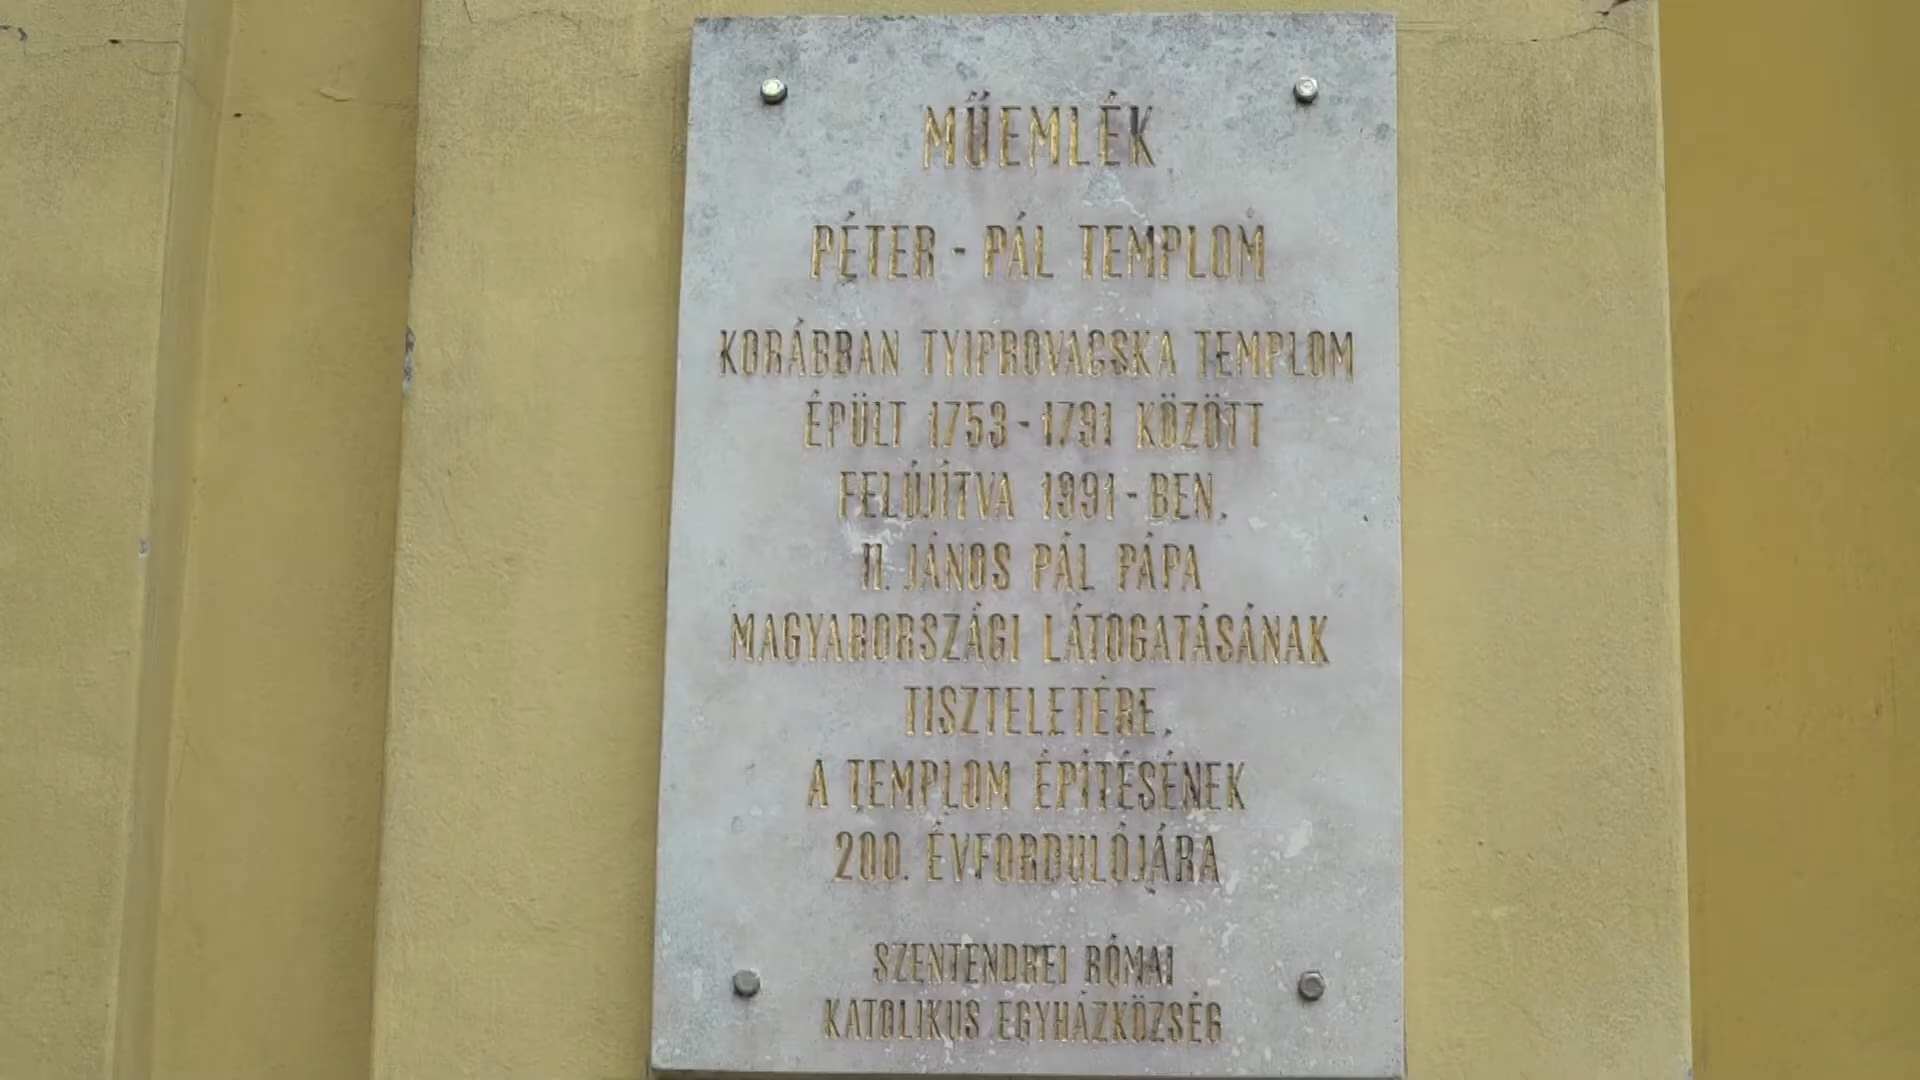 MŰEMLÉK
PÉTER - PÁL TEMPLOM
KORÁBBAN TYIPROVACSKA TEMPLOM
ÉPÜLT 1753 - 1791 KÖZÖTT
FELÚJÍTVA 1991 - BEN.
II. JÁNOS PÁL PÁPA
MAGYARORSZÁGI LÁTOGATÁSÁNAK
TISZTELETÉRE.
A TEMPLOM ÉPÍTÉSÉNEK
200. ÉVFORDULÓJÁRA
SZENTENDREI RÓMAI
KATOLIKUS EGYHÁZKÖZSÉG